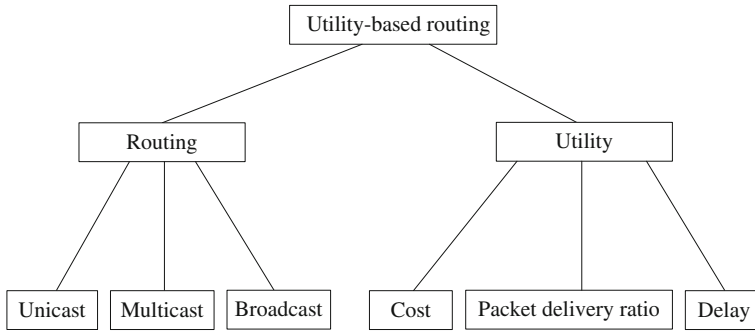 Utility-based routing
Routing
Utility
Unicast
Multicast
Broadcast
Cost
Packet delivery ratio
Delay